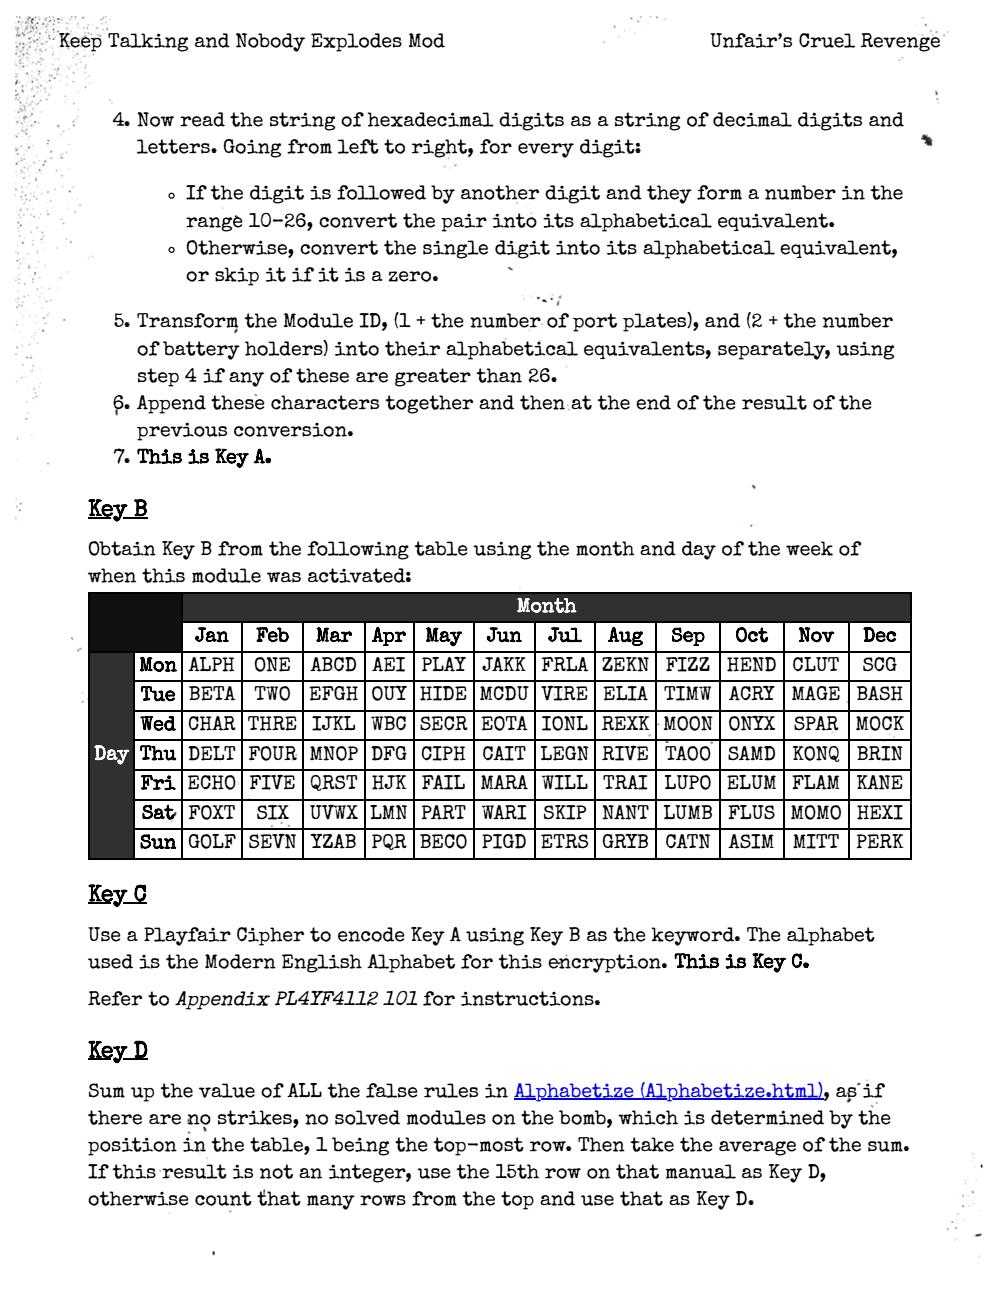 Keep Talking and Nobody Explodes Mod Unfair's Cruel Revenge
4. Now read the string of hexadecimal digits as a string of decimal digits and
letters. Going from left to right, for every digit:
◦ If the digit is followed by another digit and they form a number in the
range 10-26, convert the pair into its alphabetical equivalent.
◦ Otherwise, convert the single digit into its alphabetical equivalent,
or skip it if it is a zero.
5. Transform the Module ID, (1 + the number of port plates), and (2 + the number
of battery holders) into their alphabetical equivalents, separately, using
step 4 if any of these are greater than 26.
6. Append these characters together and then at the end of the result of the
previous conversion.
7. This is Key A.
Key B
Obtain Key B from the following table using the month and day of the week of
when this module was activated:
Month
Jan Feb Mar Apr May Jun Jul Aug Sep Oct Nov Dec
Mon ALPH ONE ABCD AEI PLAY JAKK FRLA ZEKN FIZZ HEND CLUT SCG
Tue BETA TWO EFGH OUY HIDE MCDU VIRE ELIA TIMW ACRY MAGE BASH
Wed CHAR THRE IJKL WBC SECR EOTA IONL REXK MOON ONYX SPAR MOCK
Day Thu DELT FOUR MNOP DFG CIPH CAIT LEGN RIVE TAOO SAMD KONQ BRIN
Fri ECHO FIVE QRST HJK FAIL MARA WILL TRAI LUPO ELUM FLAM KANE
Sat FOXT SIX UVWX LMN PART WARI SKIP NANT LUMB FLUS MOMO HEXI
Sun GOLF SEVN YZAB PQR BECO PIGD ETRS GRYB CATN ASIM MITT PERK
Key C
Use a Playfair Cipher to encode Key A using Key B as the keyword. The alphabet
used is the Modern English Alphabet for this encryption. This is Key C.
Refer to Appendix PL4YF4112 101 for instructions.
Key D
Sum up the value of ALL the false rules in Alphabetize (Alphabetize.html), as if
there are no strikes, no solved modules on the bomb, which is determined by the
position in the table, 1 being the top-most row. Then take the average of the sum.
If this result is not an integer, use the 15th row on that manual as Key D,
otherwise count that many rows from the top and use that as Key D.